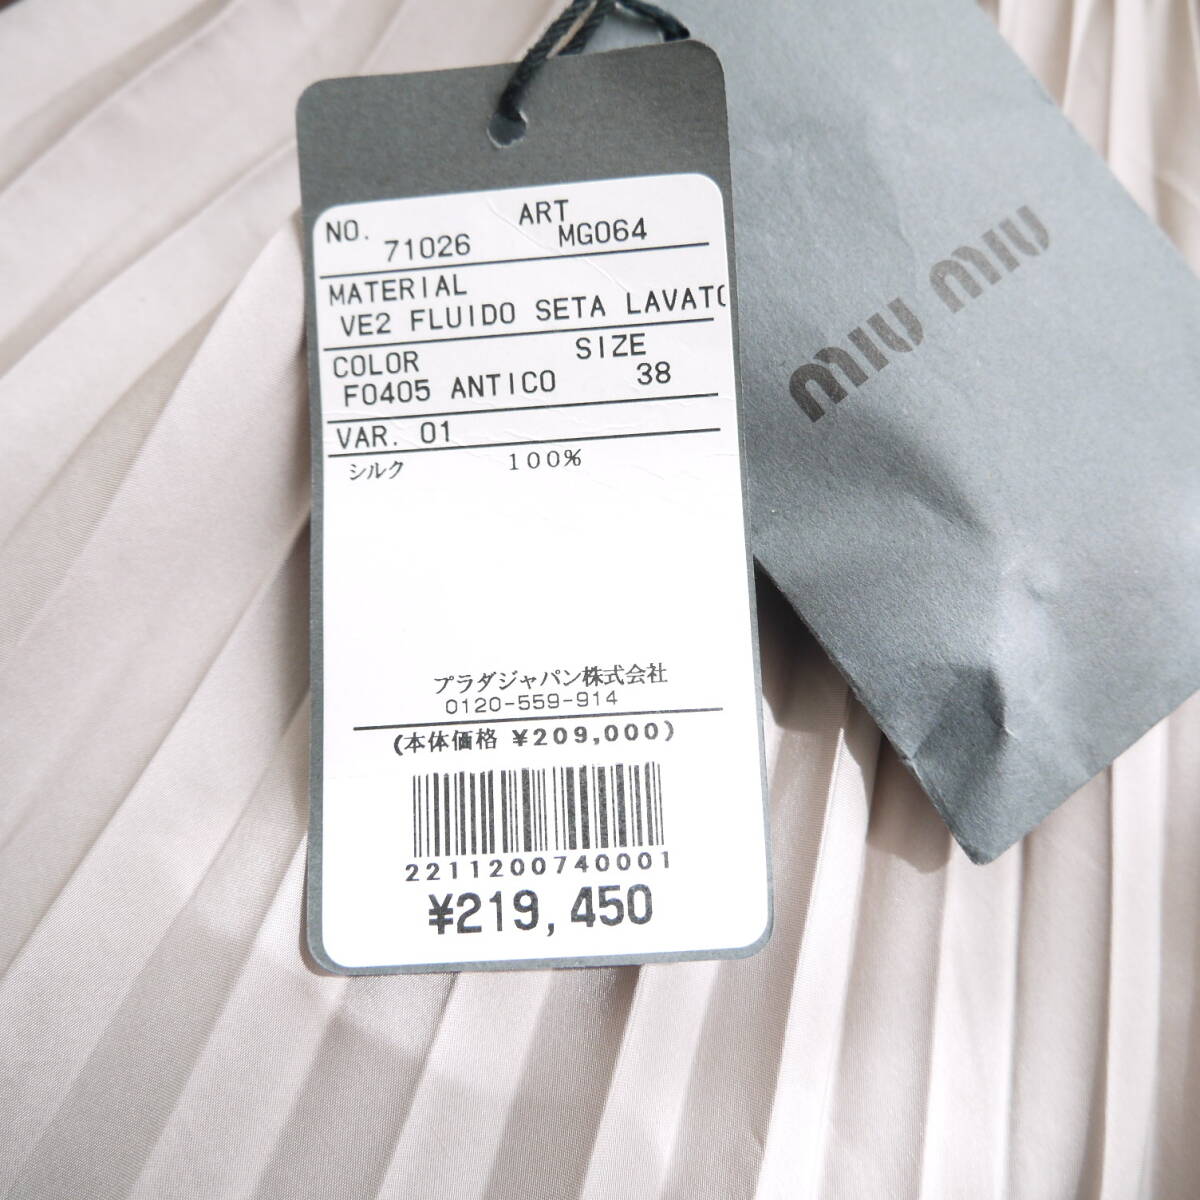 NO. ART
71026 MG064
MATERIAL
VE2 FLUIDO SETA LAVATO
COLOR SIZE
F0405 ANTICO 38
VAR. 01
シルク 100%
プラダジャパン株式会社
0120-559-914
(本体価格 ¥209,000)
2211200740001
¥219,450
MIU MIU